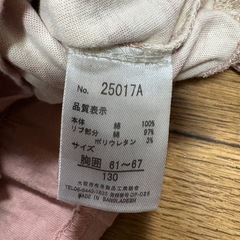 No. 25017A
品質表示
本体 綿 100%
リブ部分 綿 97%
ポリウレタン 3%
サイズ
胸囲 61～67
130
MADE IN BANGLADESH